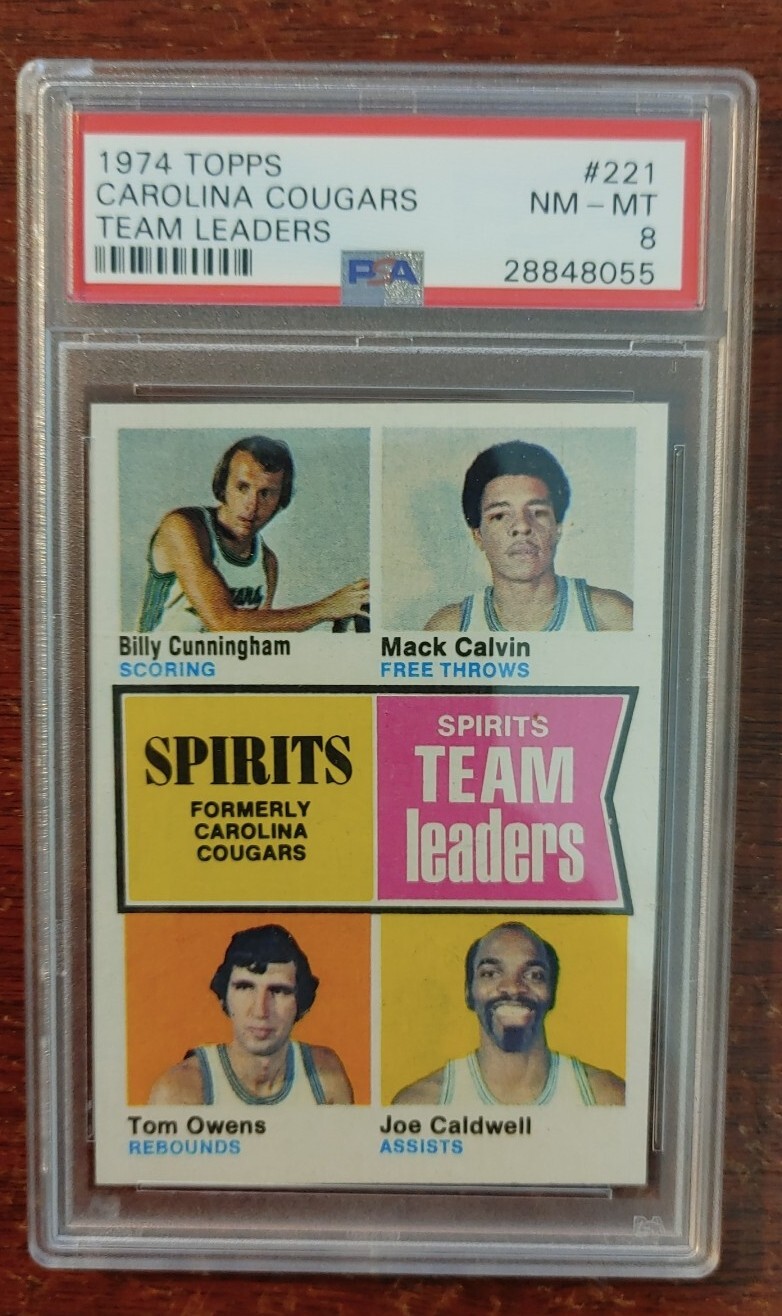 1974 TOPPS #221
CAROLINA COUGARS NM – MT
TEAM LEADERS 8
PSA 28848055
Billy Cunningham
SCORING
Mack Calvin
FREE THROWS
SPIRITS
FORMERLY
CAROLINA
COUGARS
SPIRITS
TEAM
leaders
Tom Owens
REBOUNDS
Joe Caldwell
ASSISTS